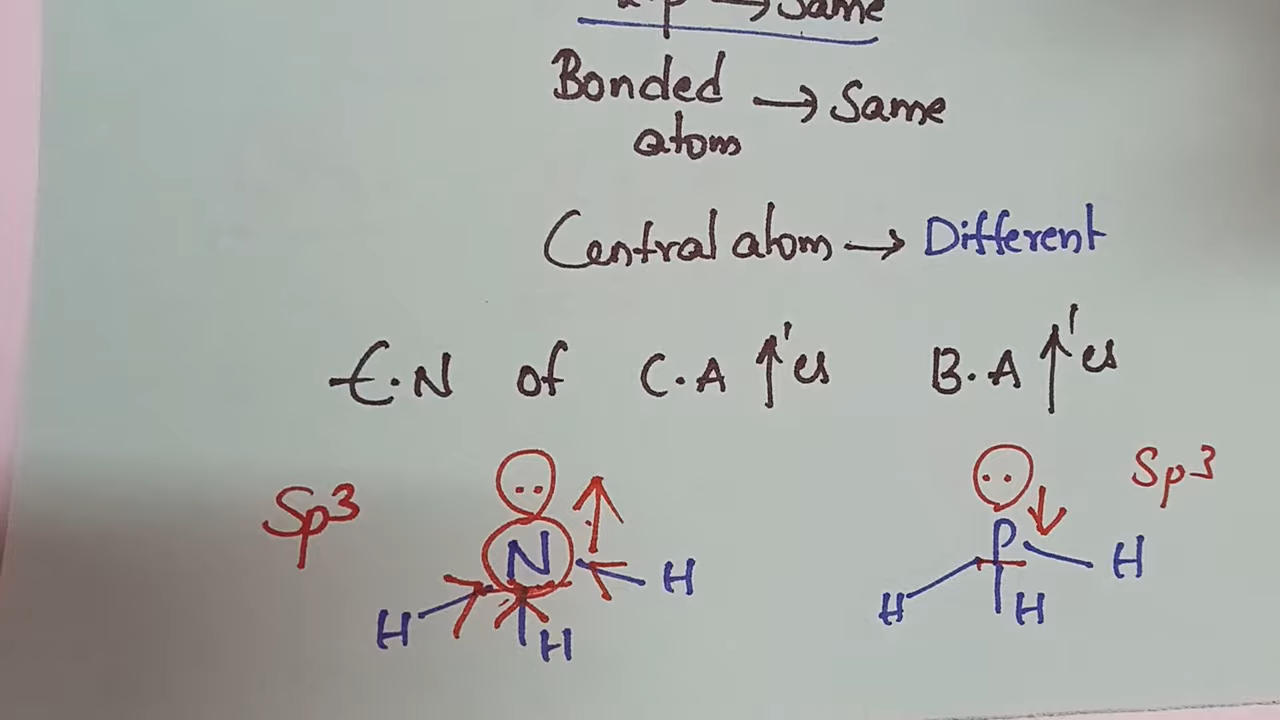 l.p → Same
Bonded → Same
atom
Central atom → Different
E.N of C.A ↑'es B.A ↑'es
Sp3 •• ↑ •• ↓ Sp3
N H P H
H H H H